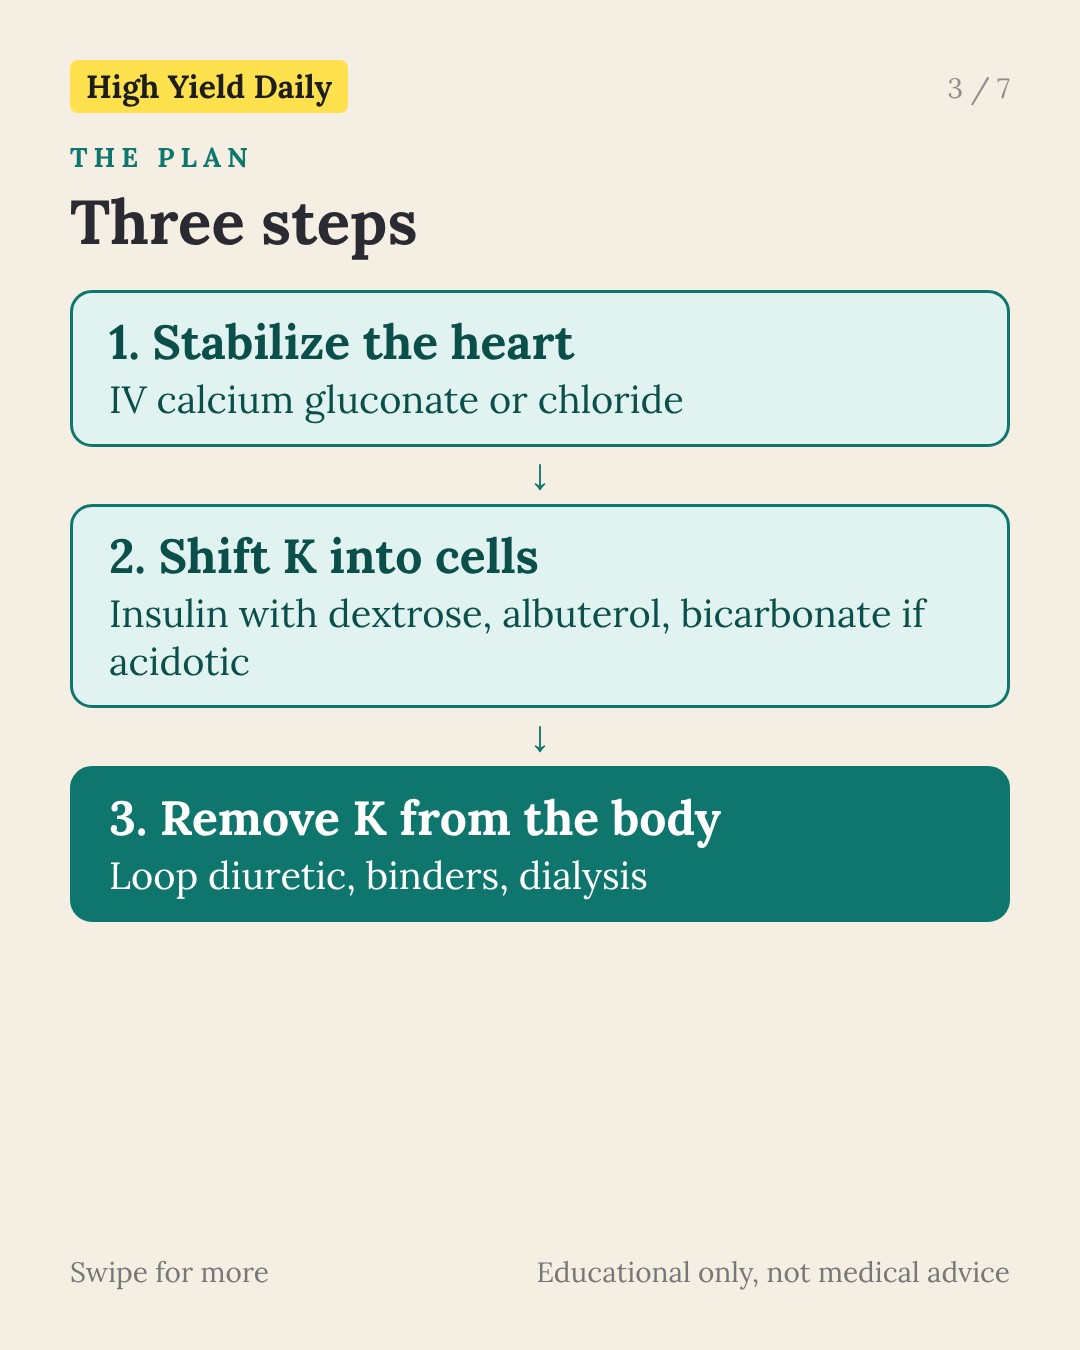 High Yield Daily
3 / 7
THE PLAN
Three steps
1. Stabilize the heart
IV calcium gluconate or chloride
↓
2. Shift K into cells
Insulin with dextrose, albuterol, bicarbonate if
acidotic
↓
3. Remove K from the body
Loop diuretic, binders, dialysis
Swipe for more
Educational only, not medical advice